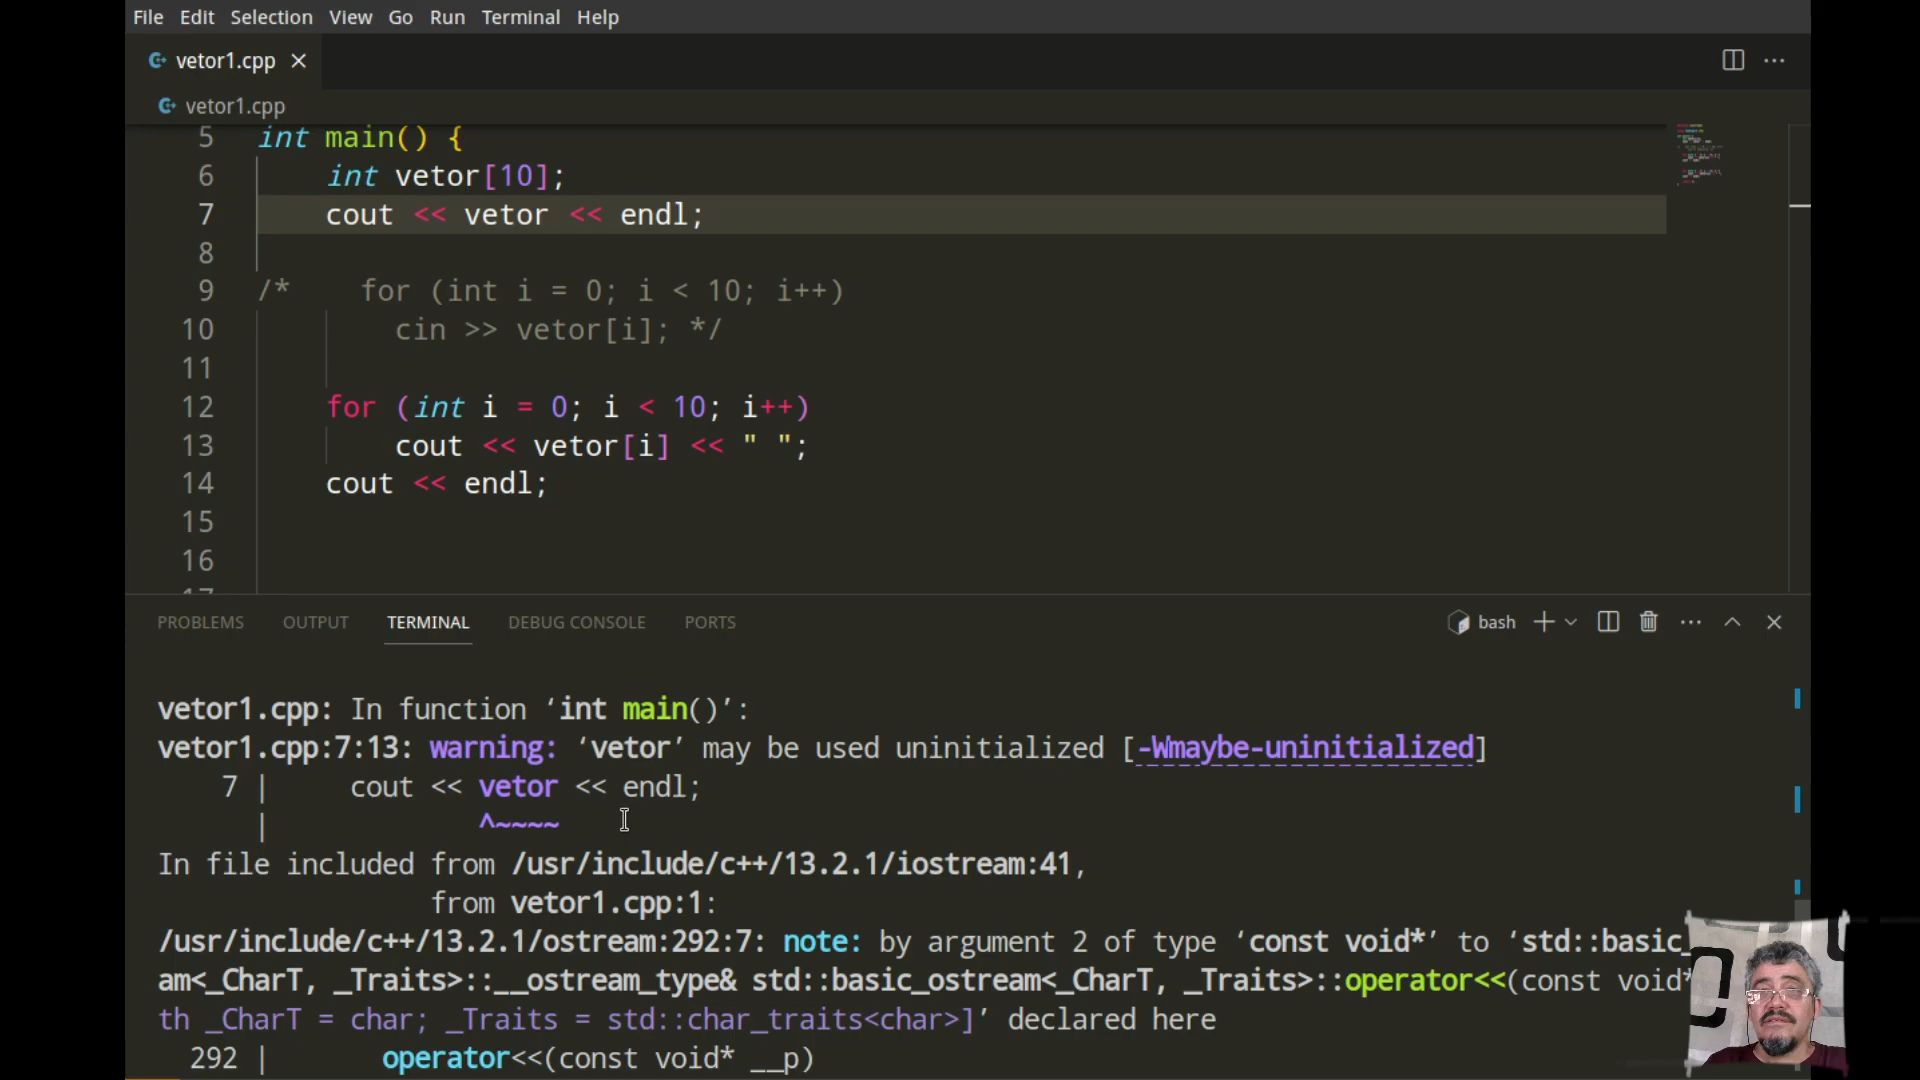 File Edit Selection View Go Run Terminal Help
vetor1.cpp
vetor1.cpp
5 int main() {
6 int vetor[10];
7 cout << vetor << endl;
8
9 /* for (int i = 0; i < 10; i++)
10 cin >> vetor[i]; */
11
12 for (int i = 0; i < 10; i++)
13 cout << vetor[i] << " ";
14 cout << endl;
15
16
17
PROBLEMS OUTPUT TERMINAL DEBUG CONSOLE PORTS bash
vetor1.cpp: In function ‘int main()’:
vetor1.cpp:7:13: warning: ‘vetor’ may be used uninitialized [-Wmaybe-uninitialized]
7 | cout << vetor << endl;
| ^~~~~
In file included from /usr/include/c++/13.2.1/iostream:41,
from vetor1.cpp:1:
/usr/include/c++/13.2.1/ostream:292:7: note: by argument 2 of type ‘const void*’ to ‘std::basic_
am<_CharT, _Traits>::__ostream_type& std::basic_ostream<_CharT, _Traits>::operator<<(const void*
th _CharT = char; _Traits = std::char_traits<char>]’ declared here
292 | operator<<(const void* __p)